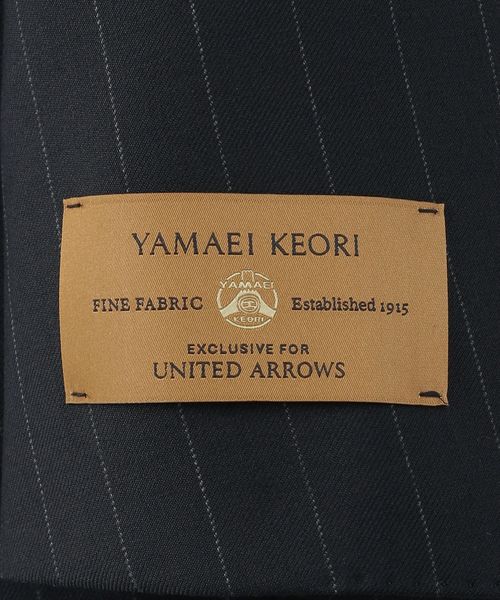 YAMAEI KEORI
FINE FABRIC
YAMAEI
KEORI
Established 1915
EXCLUSIVE FOR
UNITED ARROWS